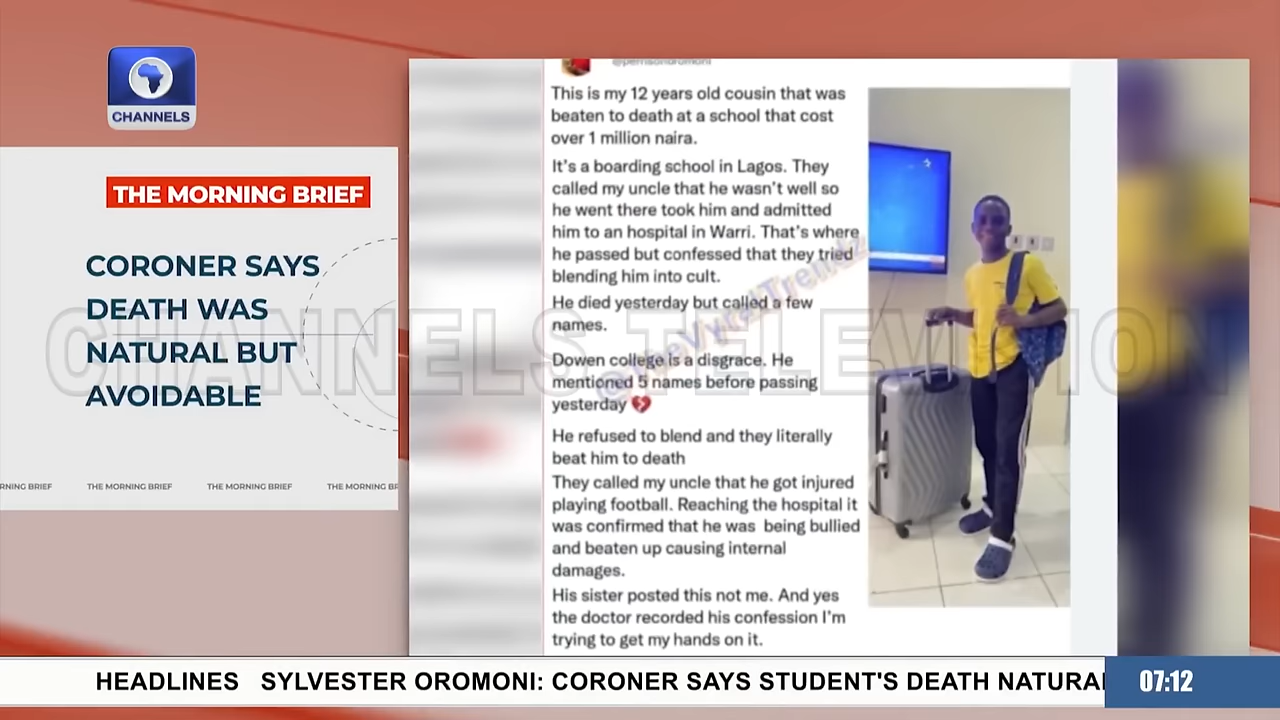 CHANNELS
THE MORNING BRIEF
CORONER SAYS
DEATH WAS
NATURAL BUT
AVOIDABLE
RNING BRIEF THE MORNING BRIEF THE MORNING BRIEF THE MORNING BR
@perrisonoromoni
This is my 12 years old cousin that was
beaten to death at a school that cost
over 1 million naira.
It's a boarding school in Lagos. They
called my uncle that he wasn't well so
he went there took him and admitted
him to an hospital in Warri. That's where
he passed but confessed that they tried
blending him into cult.
He died yesterday but called a few
names.
Dowen college is a disgrace. He
mentioned 5 names before passing
yesterday 💔
He refused to blend and they literally
beat him to death
They called my uncle that he got injured
playing football. Reaching the hospital it
was confirmed that he was being bullied
and beaten up causing internal
damages.
His sister posted this not me. And yes
the doctor recorded his confession I'm
trying to get my hands on it.
CHANNELS TELEVISION
HEADLINES SYLVESTER OROMONI: CORONER SAYS STUDENT'S DEATH NATURAL
07:12